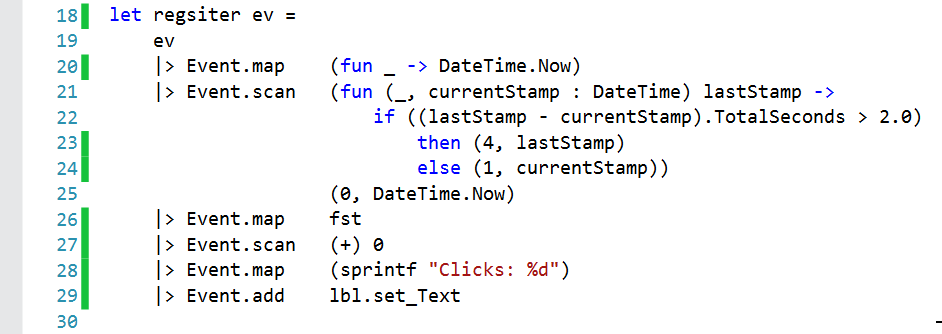 18 let regsiter ev =
19     ev
20     |> Event.map   (fun _ -> DateTime.Now)
21     |> Event.scan  (fun (_, currentStamp : DateTime) lastStamp ->
22                         if ((lastStamp - currentStamp).TotalSeconds > 2.0)
23                             then (4, lastStamp)
24                             else (1, currentStamp))
25                    (0, DateTime.Now)
26     |> Event.map   fst
27     |> Event.scan  (+) 0
28     |> Event.map   (sprintf "Clicks: %d")
29     |> Event.add   lbl.set_Text
30